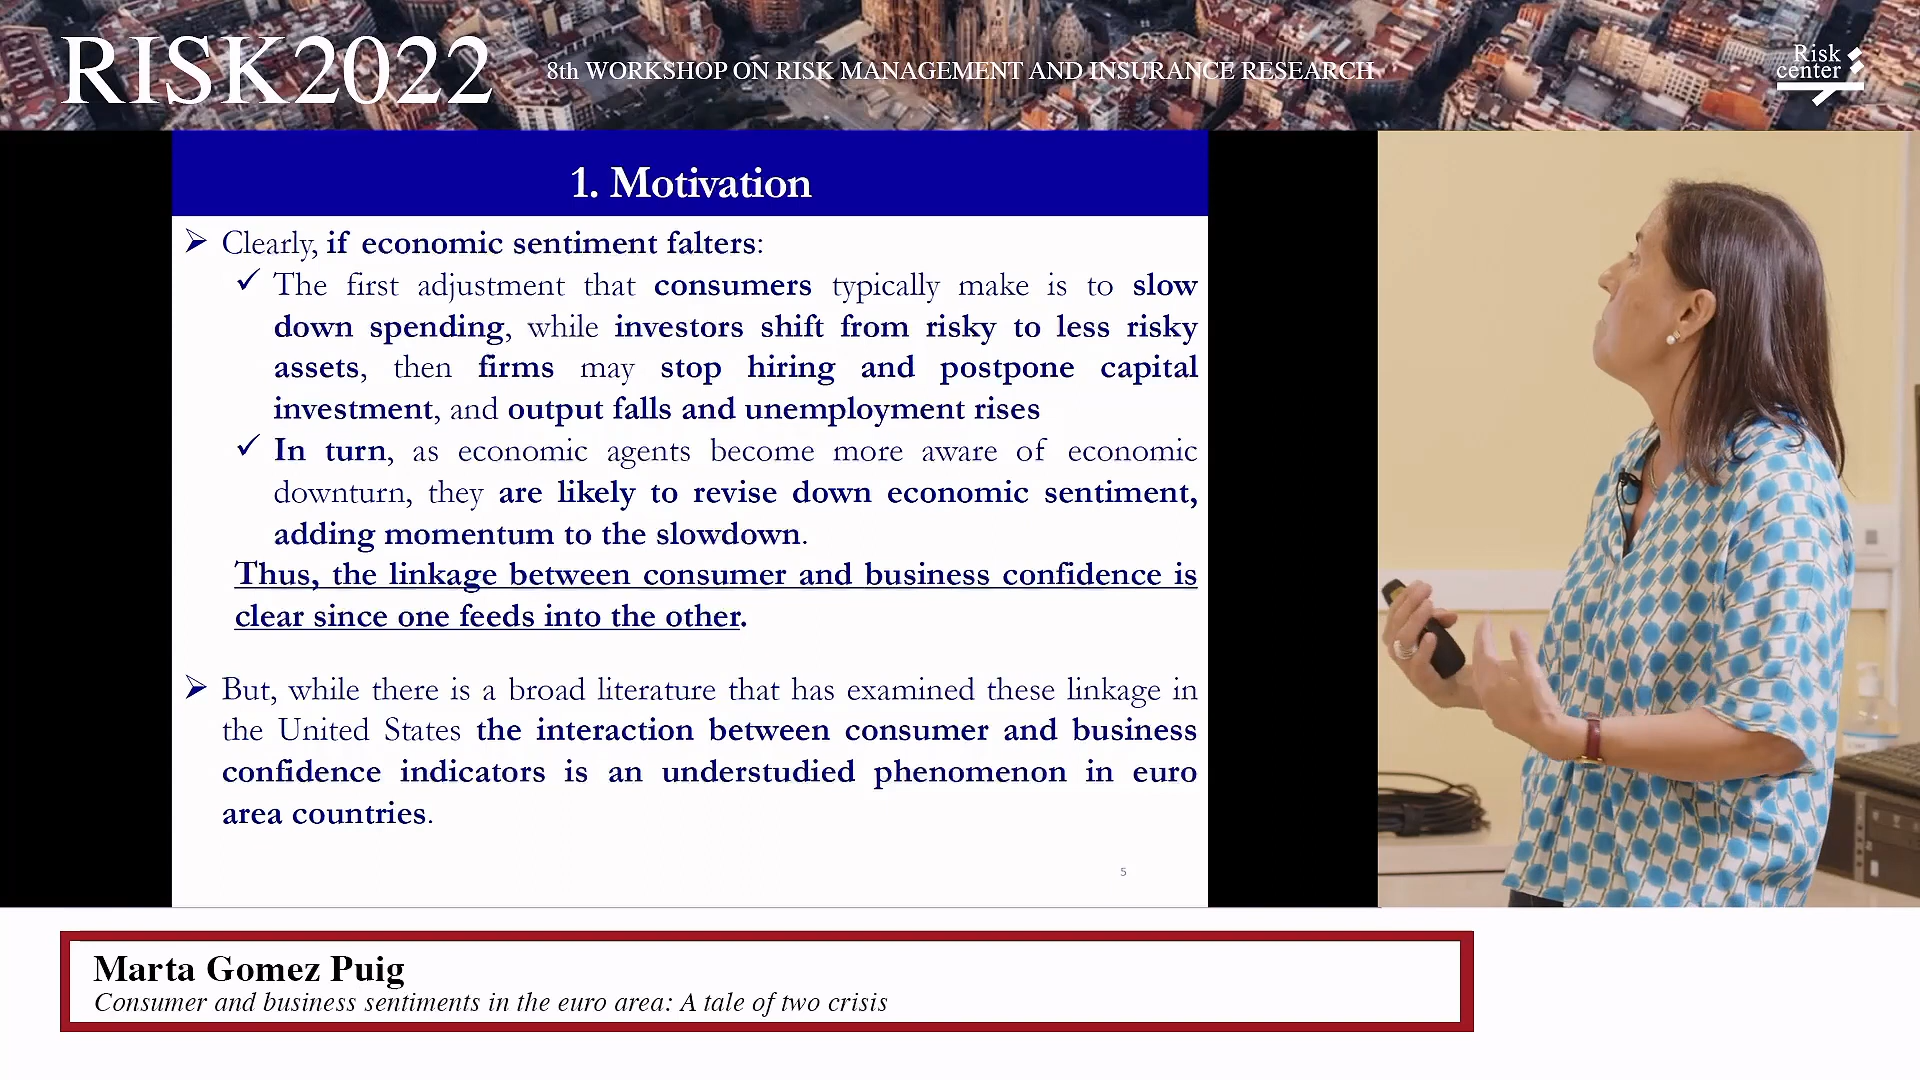 RISK2022
8th WORKSHOP ON RISK MANAGEMENT AND INSURANCE RESEARCH
Risk
center
1. Motivation
➢ Clearly, if economic sentiment falters:
✓ The first adjustment that consumers typically make is to slow
down spending, while investors shift from risky to less risky
assets, then firms may stop hiring and postpone capital
investment, and output falls and unemployment rises
✓ In turn, as economic agents become more aware of economic
downturn, they are likely to revise down economic sentiment,
adding momentum to the slowdown.
Thus, the linkage between consumer and business confidence is
clear since one feeds into the other.
➢ But, while there is a broad literature that has examined these linkage in
the United States the interaction between consumer and business
confidence indicators is an understudied phenomenon in euro
area countries.
5
Marta Gomez Puig
Consumer and business sentiments in the euro area: A tale of two crisis